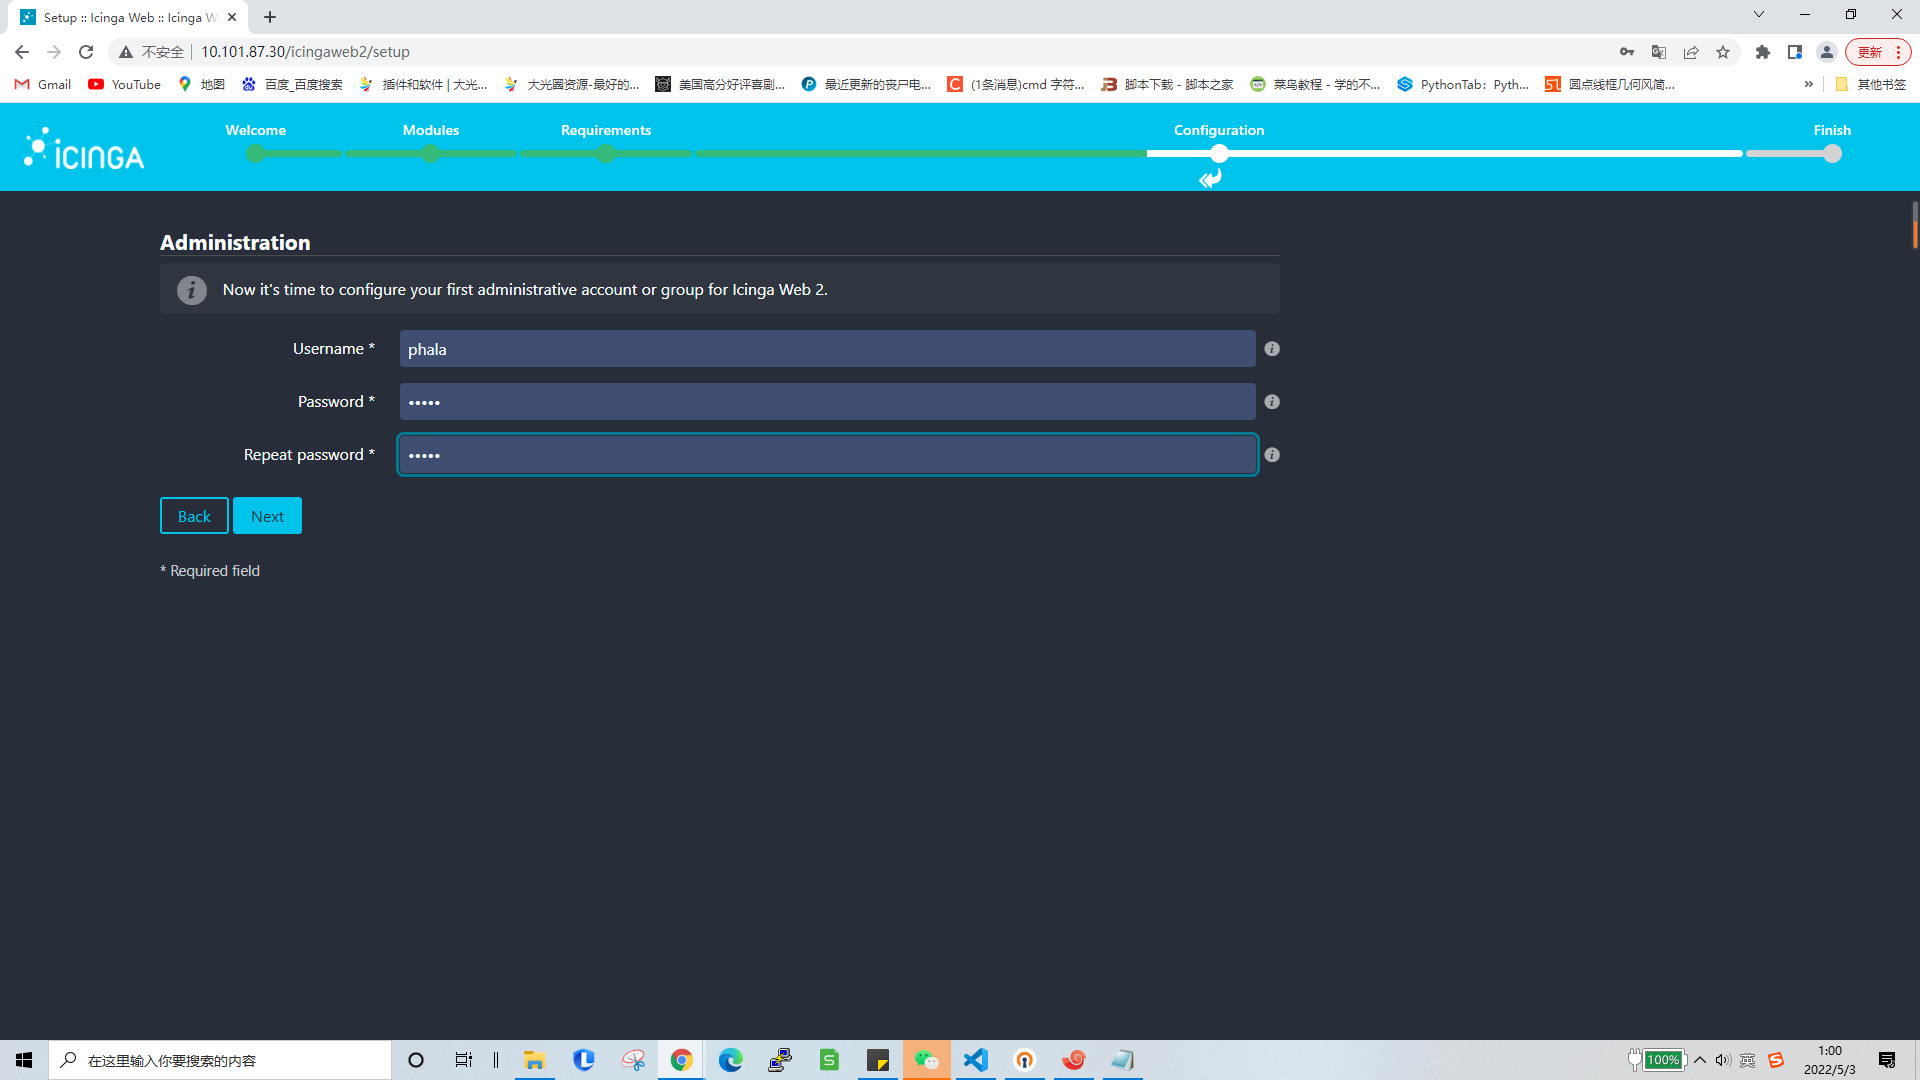 Setup :: Icinga Web :: Icinga W
不安全
10.101.87.30/icingaweb2/setup
更新
Gmail
YouTube
地图
百度_百度搜索
插件和软件 | 大光...
大光圈资源-最好的...
美国高分好评喜剧...
最近更新的丧尸电...
(1条消息)cmd 字符...
脚本下载 - 脚本之家
菜鸟教程 - 学的不...
PythonTab：Pyth...
圆点线框几何风简...
»
其他书签
ICINGA
Welcome
Modules
Requirements
Configuration
Finish
Administration
Now it's time to configure your first administrative account or group for Icinga Web 2.
Username *
phala
Password *
•••••
Repeat password *
•••••
Back
Next
* Required field
在这里输入你要搜索的内容
100%
英
1:00
2022/5/3